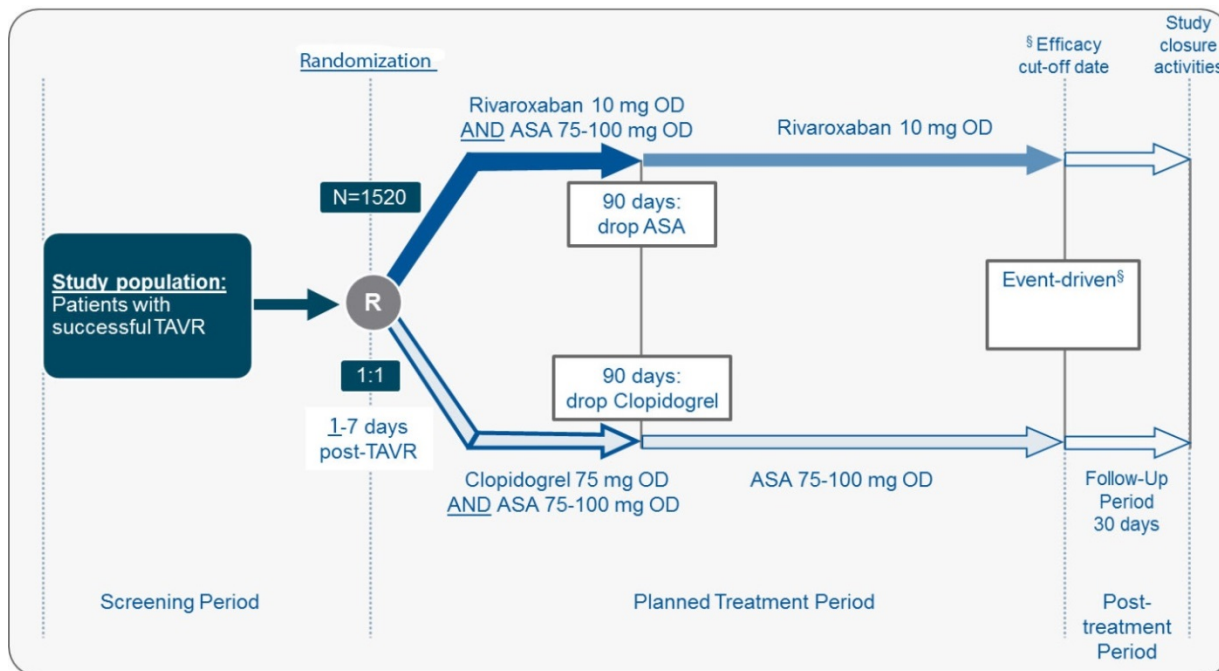 Randomization
§ Efficacy
cut-off date
Study
closure
activities
Rivaroxaban 10 mg OD
AND ASA 75-100 mg OD
Rivaroxaban 10 mg OD
N=1520
90 days:
drop ASA
Study population:
Patients with
successful TAVR
R
Event-driven§
1:1
1-7 days
post-TAVR
90 days:
drop Clopidogrel
Clopidogrel 75 mg OD
AND ASA 75-100 mg OD
ASA 75-100 mg OD
Follow-Up
Period
30 days
Screening Period
Planned Treatment Period
Post-
treatment
Period